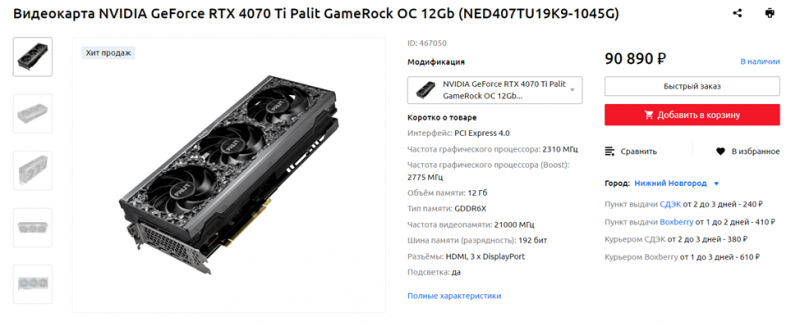 Видеокарта NVIDIA GeForce RTX 4070 Ti Palit GameRock OC 12Gb (NED407TU19K9-1045G)
Хит продаж
PALIT
PALIT
PALIT
ID: 467050
Модификация
NVIDIA GeForce RTX 4070 Ti Palit
GameRock OC 12Gb...
Коротко о товаре
Интерфейс: PCI Express 4.0
Частота графического процессора: 2310 МГц
Частота графического процессора (Boost):
2775 МГц
Объём памяти: 12 Гб
Тип памяти: GDDR6X
Частота видеопамяти: 21000 МГц
Шина памяти (разрядность): 192 бит
Разъёмы: HDMI, 3 x DisplayPort
Подсветка: да
Полные характеристики
90 890 ₽
В наличии
Быстрый заказ
Добавить в корзину
Сравнить
В избранное
Город: Нижний Новгород
Пункт выдачи СДЭК от 2 до 3 дней - 240 ₽
Пункт выдачи Boxberry от 1 до 2 дней - 410 ₽
Курьером СДЭК от 2 до 3 дней - 380 ₽
Курьером Boxberry от 1 до 3 дней - 610 ₽